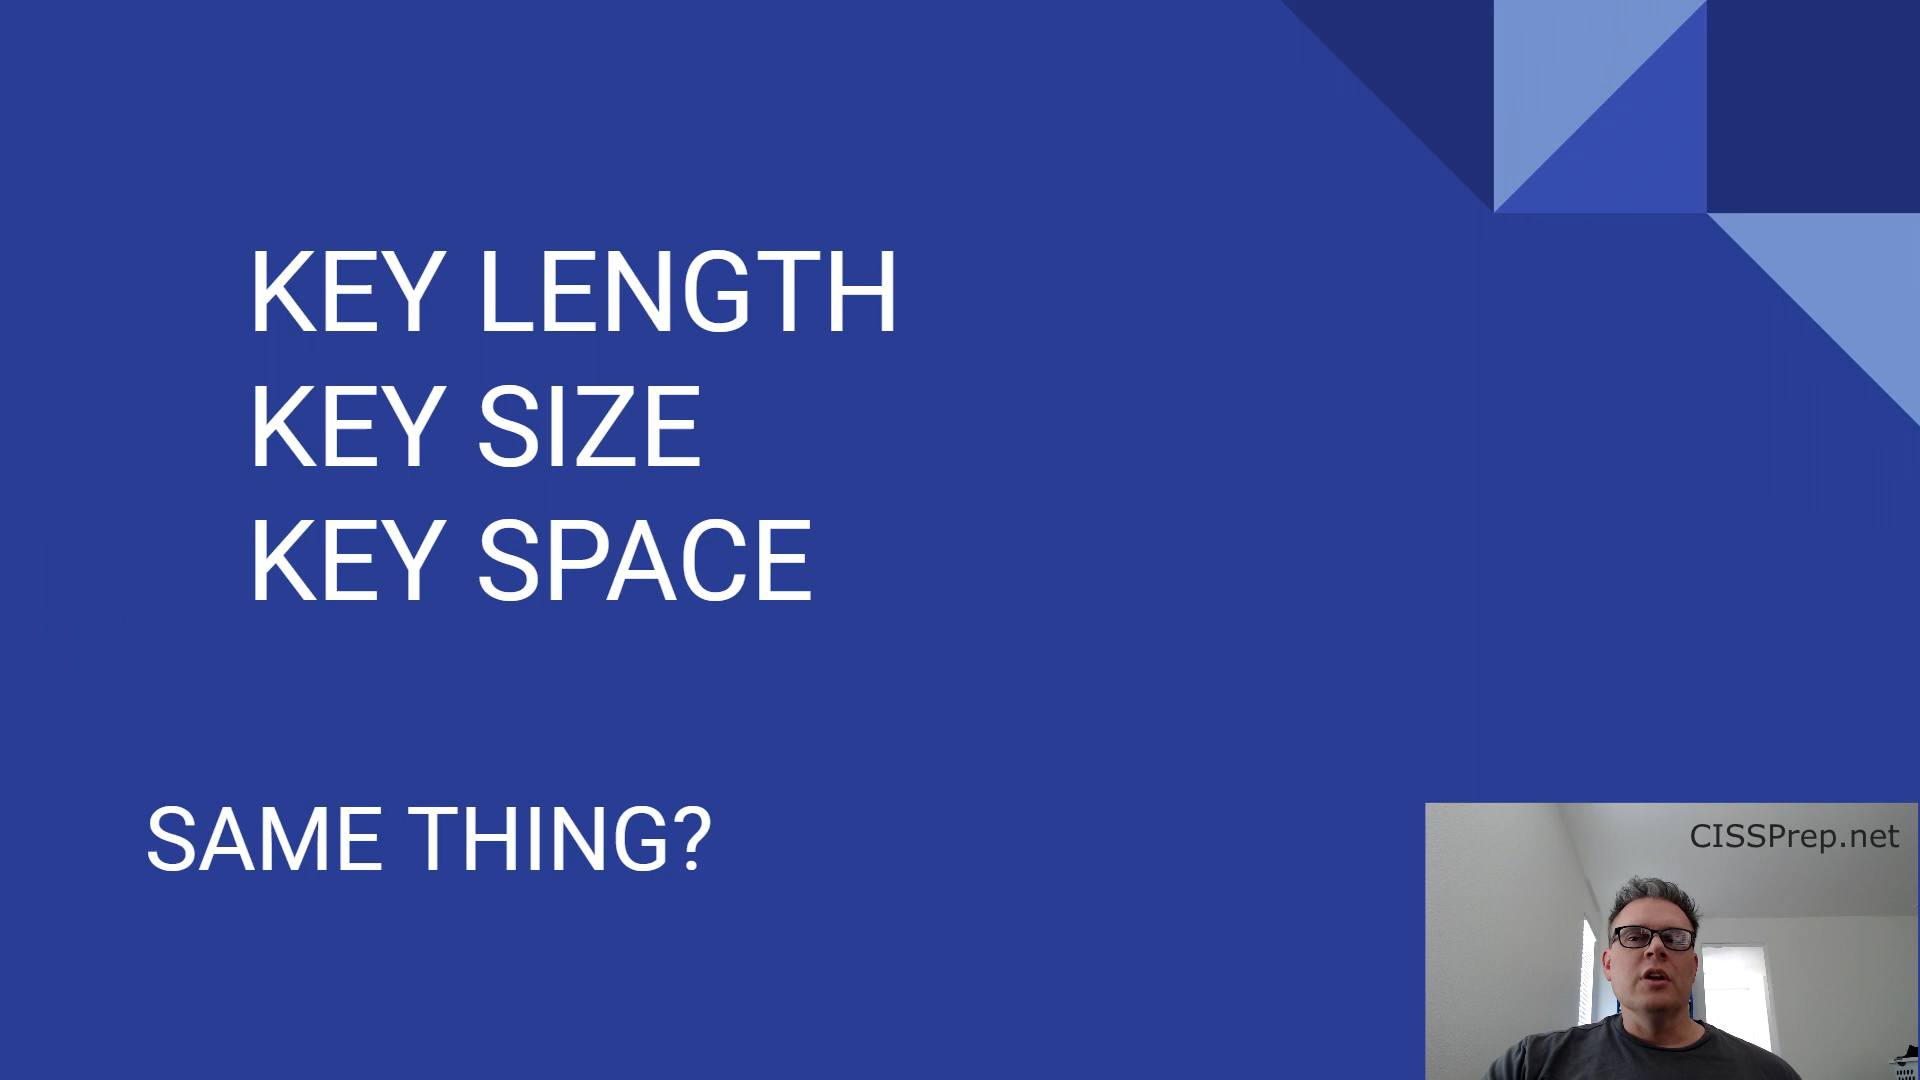 KEY LENGTH
KEY SIZE
KEY SPACE
SAME THING?
CISSPrep.net